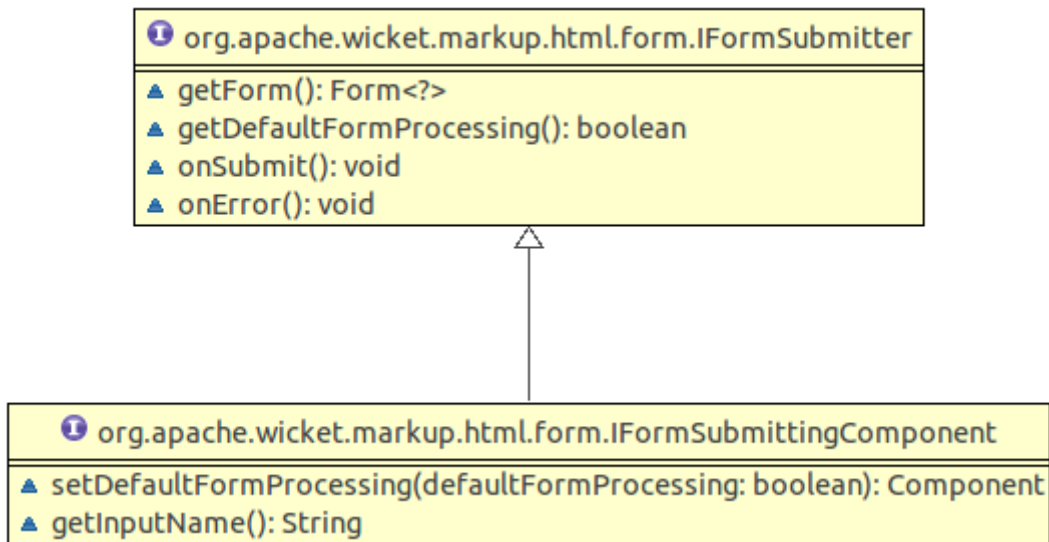 I org.apache.wicket.markup.html.form.IFormSubmitter
getForm(): Form<?>
getDefaultFormProcessing(): boolean
onSubmit(): void
onError(): void
I org.apache.wicket.markup.html.form.IFormSubmittingComponent
setDefaultFormProcessing(defaultFormProcessing: boolean): Component
getInputName(): String